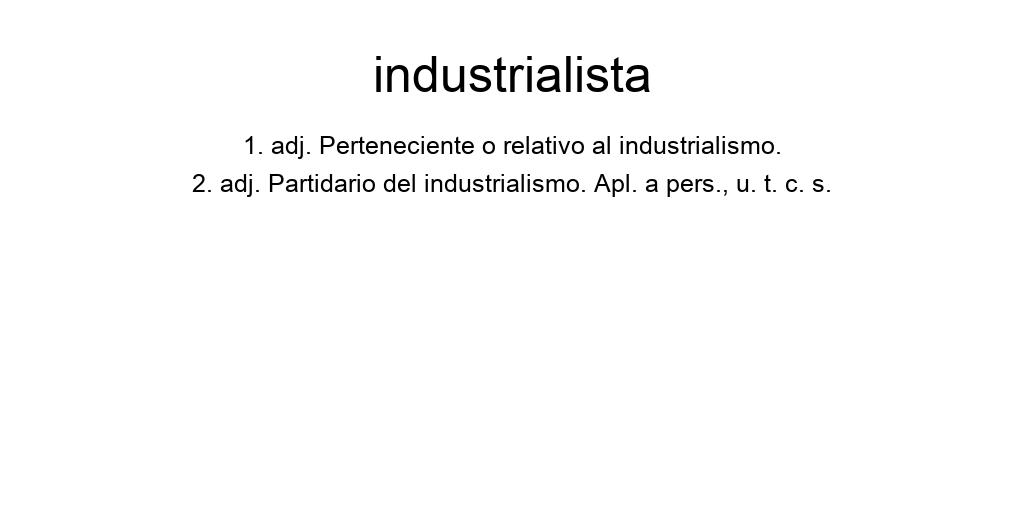 industrialista
1. adj. Perteneciente o relativo al industrialismo.
2. adj. Partidario del industrialismo. Apl. a pers., u. t. c. s.